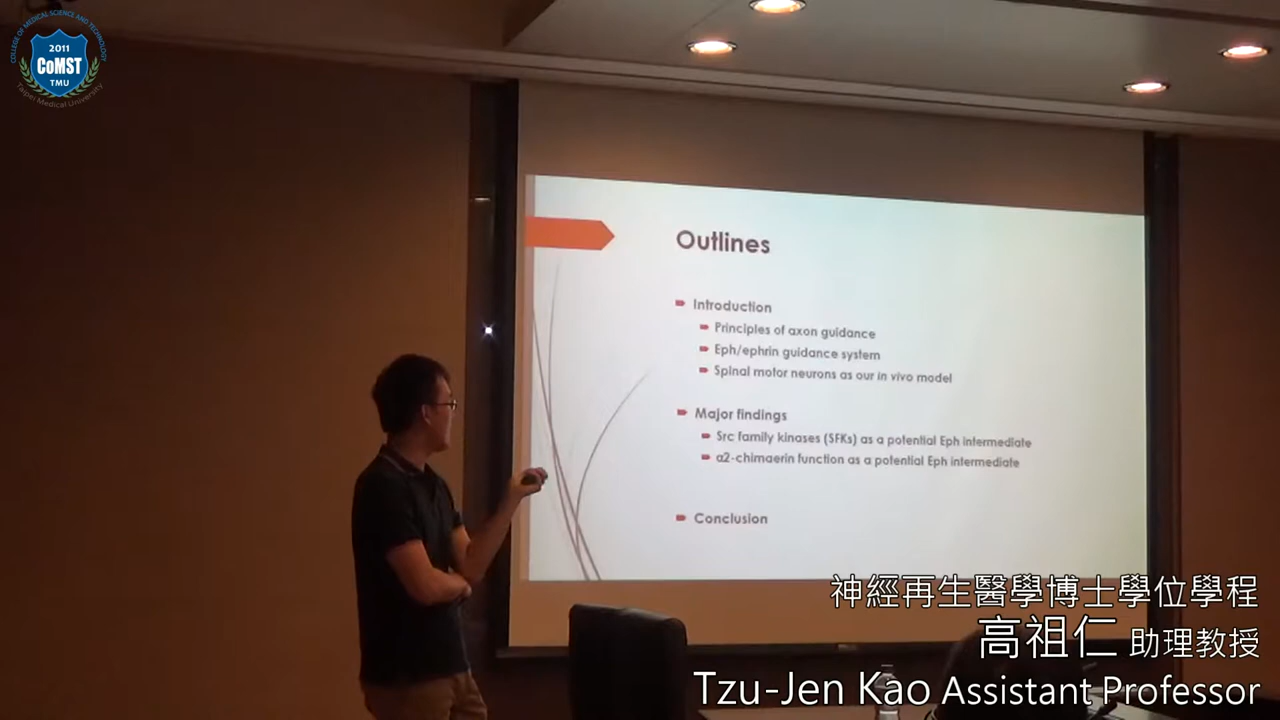 COLLEGE OF MEDICAL SCIENCE AND TECHNOLOGY
2011
CoMST
TMU
Taipei Medical University
Outlines
Introduction
Principles of axon guidance
Eph/ephrin guidance system
Spinal motor neurons as our in vivo model
Major findings
Src family kinases (SFKs) as a potential Eph intermediate
α2-chimaerin function as a potential Eph intermediate
Conclusion
神經再生醫學博士學位學程
高祖仁 助理教授
Tzu-Jen Kao Assistant Professor